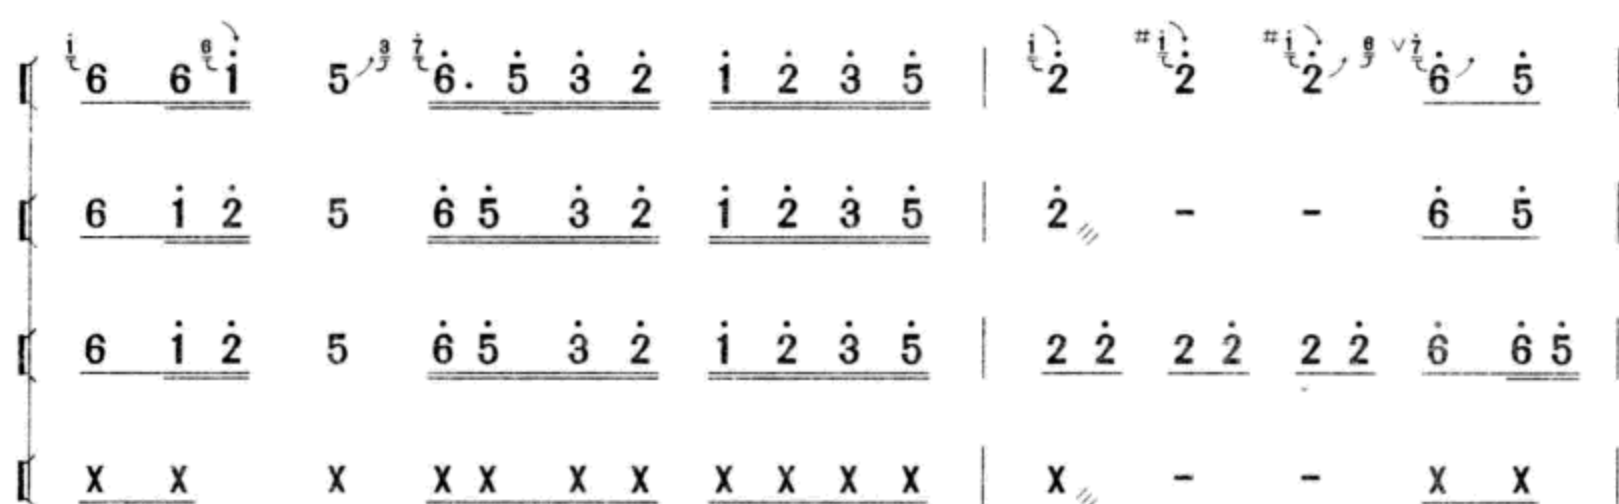 6 6 1̇ 5 6̇. 5̇ 3̇ 2̇ 1̇ 2̇ 3̇ 5̇ | 2̇ #2̇ #2̇ 6̇ 5̇ |
6 1̇ 2̇ 5 6̇ 5̇ 3̇ 2̇ 1̇ 2̇ 3̇ 5̇ | 2̇ - - 6̇ 5̇ |
6 1̇ 2̇ 5 6̇ 5̇ 3̇ 2̇ 1̇ 2̇ 3̇ 5̇ | 2 2̇ 2 2̇ 2 2̇ 6̇ 6̇ 5̇ |
X X X X X X X X X X X | X - - X X |